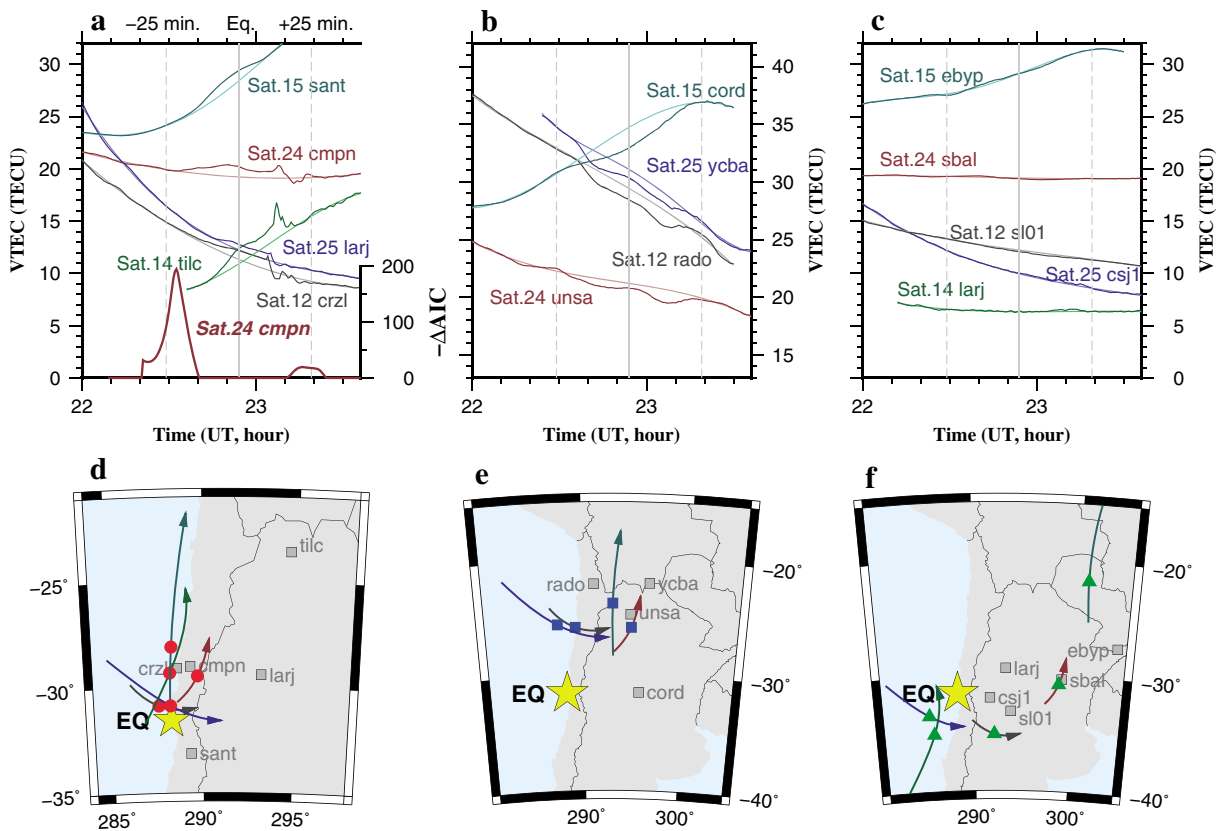 a
−25 min.
Eq.
+25 min.
VTEC (TECU)
30
25
20
15
10
5
0
Sat.15 sant
Sat.24 cmpn
Sat.25 larj
Sat.14 tilc
Sat.12 crzl
Sat.24 cmpn
200
100
0
−ΔAIC
22
23
Time (UT, hour)
b
Sat.15 cord
Sat.25 ycba
Sat.12 rado
Sat.24 unsa
40
35
30
25
20
15
VTEC (TECU)
22
23
Time (UT, hour)
c
Sat.15 ebyp
Sat.24 sbal
Sat.12 sl01
Sat.25 csj1
Sat.14 larj
30
25
20
15
10
5
0
VTEC (TECU)
22
23
Time (UT, hour)
d
tilc
crzl
cmpn
larj
EQ
sant
−25˚
−30˚
−35˚
285˚
290˚
295˚
e
rado
ycba
unsa
EQ
cord
−20˚
−30˚
−40˚
290˚
300˚
f
ebyp
larj
sbal
EQ
csj1
sl01
−20˚
−30˚
−40˚
290˚
300˚